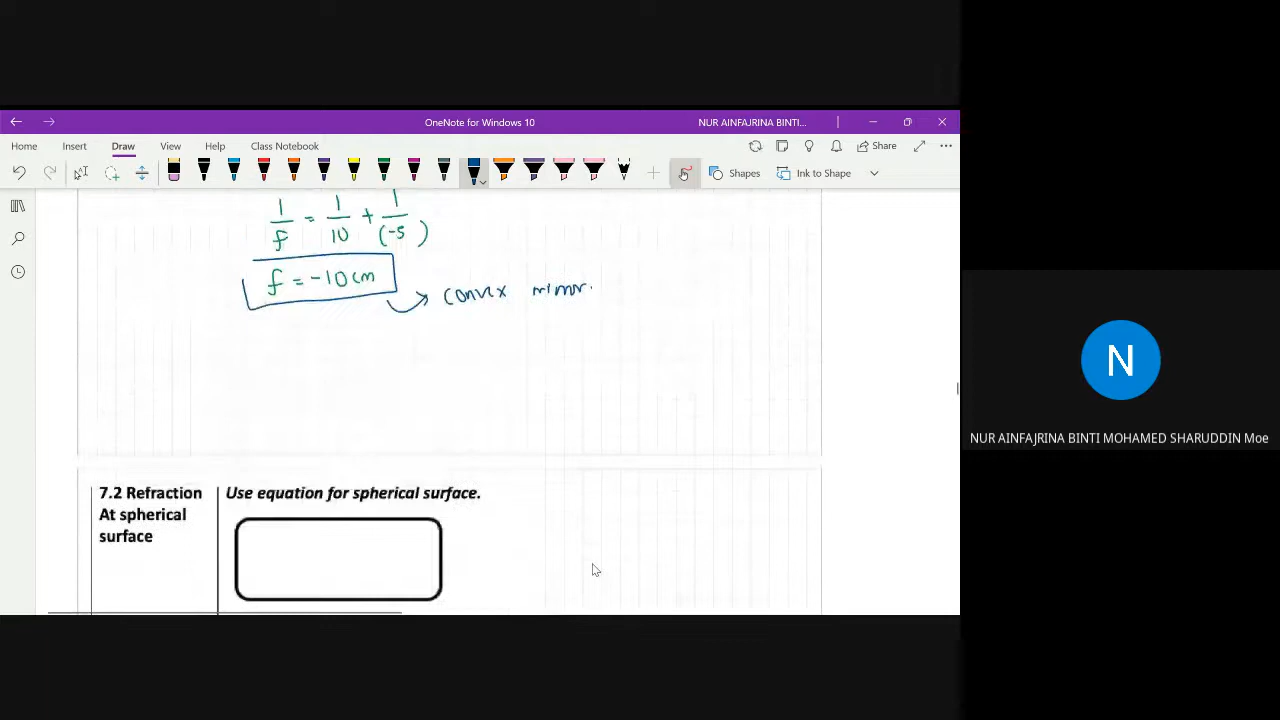 OneNote for Windows 10
NUR AINFAJRINA BINTI...
Home Insert Draw View Help Class Notebook
Share
Shapes
Ink to Shape
1/f = 1/10 + 1/(-5)
f = -10 cm
convex mirror.
7.2 Refraction
At spherical
surface
Use equation for spherical surface.
N
NUR AINFAJRINA BINTI MOHAMED SHARUDDIN Moe